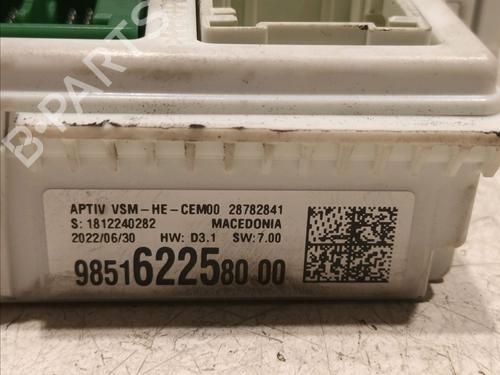 B-PARTS
APTIV VSM-HE-CEM00 28782841
S: 1812240282 MACEDONIA
2022/06/30 HW: D3.1 SW: 7.00
9851622580 00